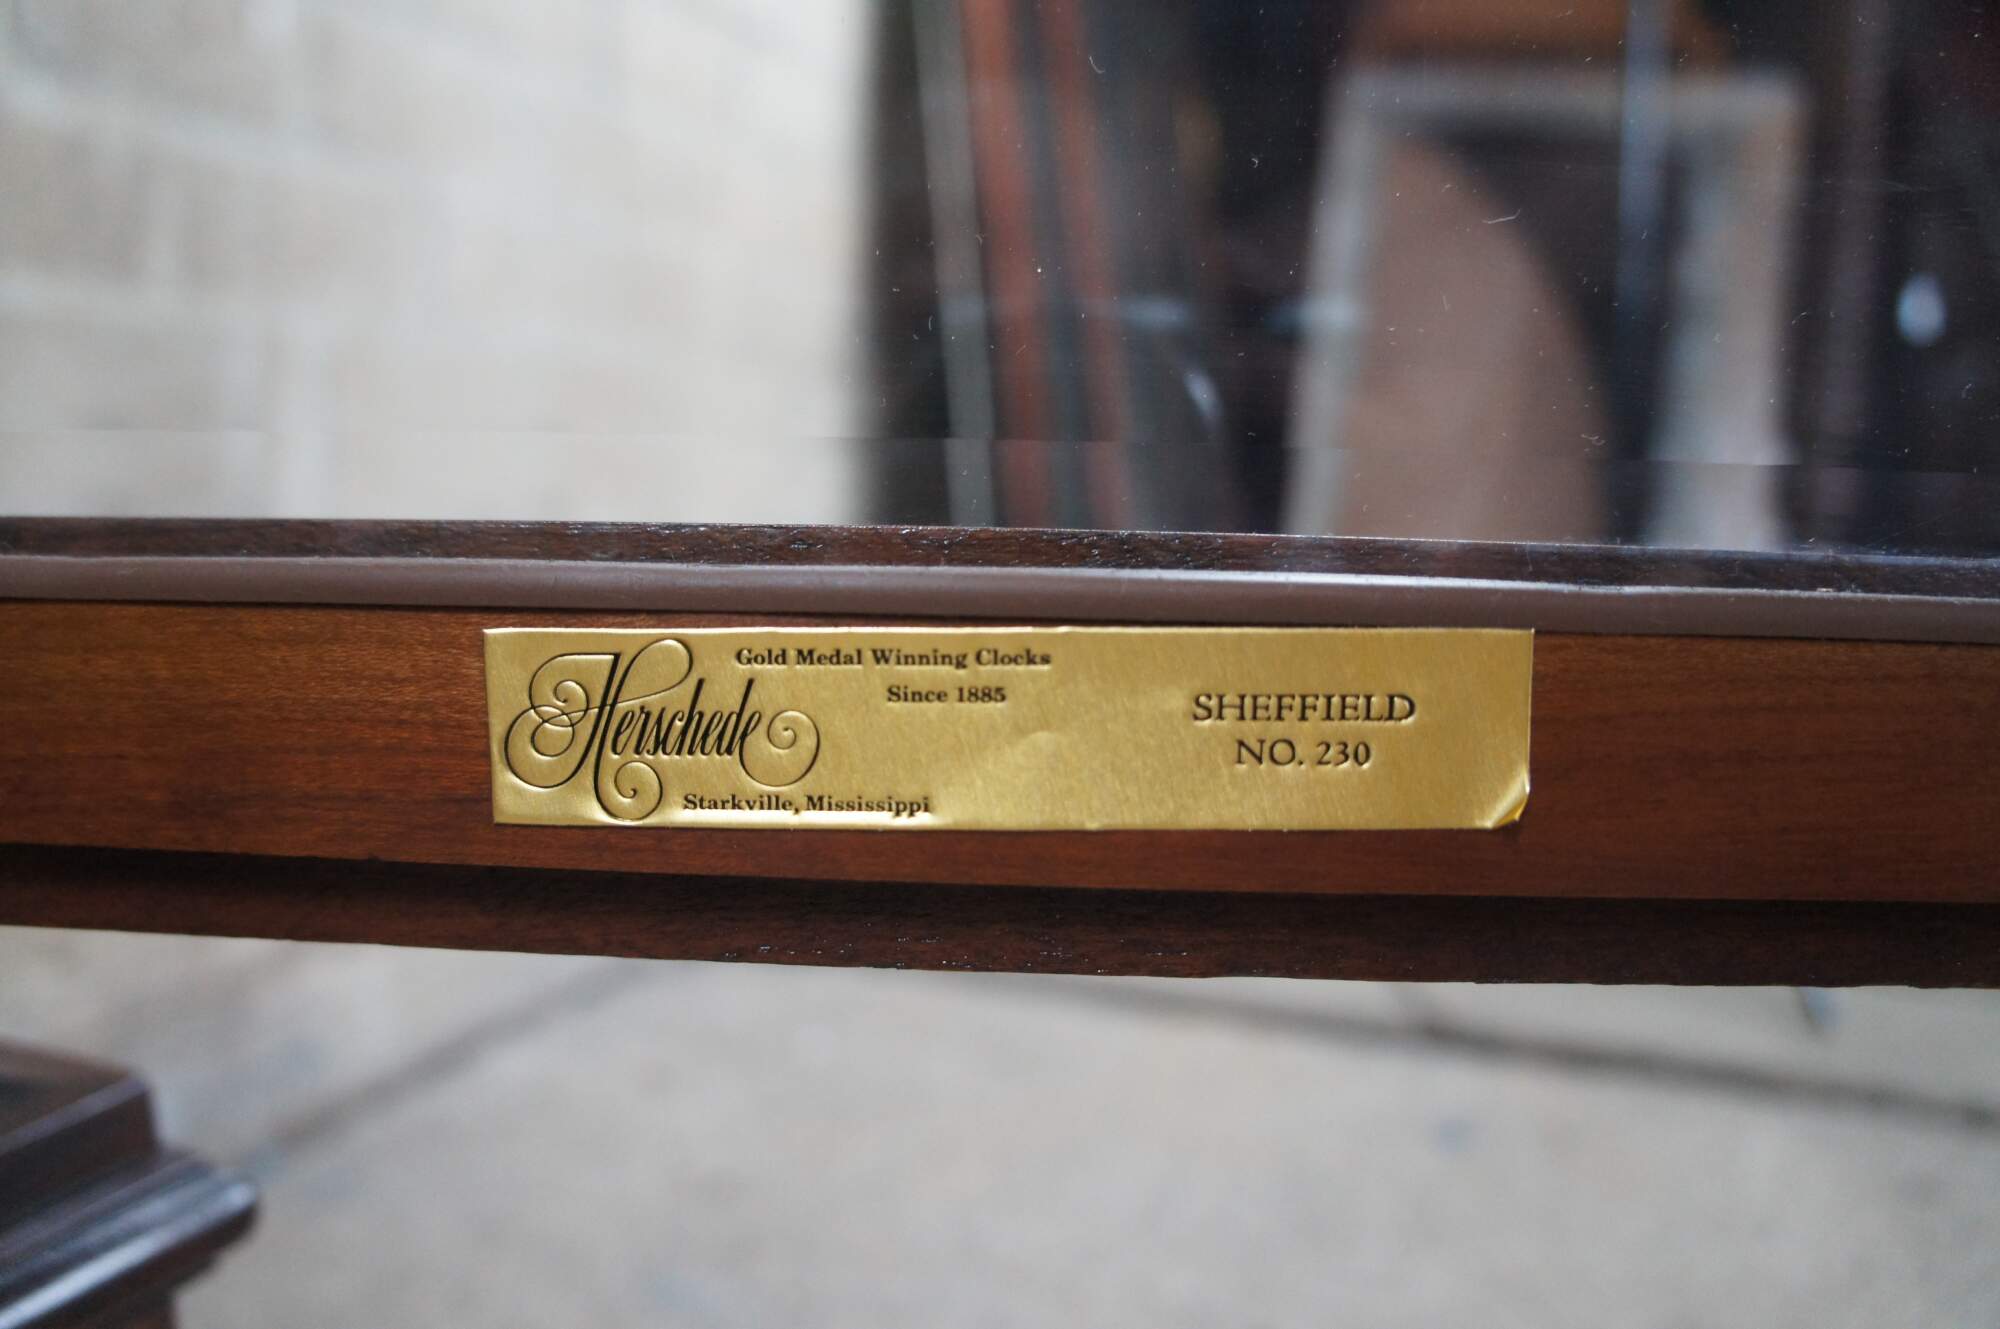 Gold Medal Winning Clocks
Since 1885
Herschede
Starkville, Mississippi
SHEFFIELD
NO. 230